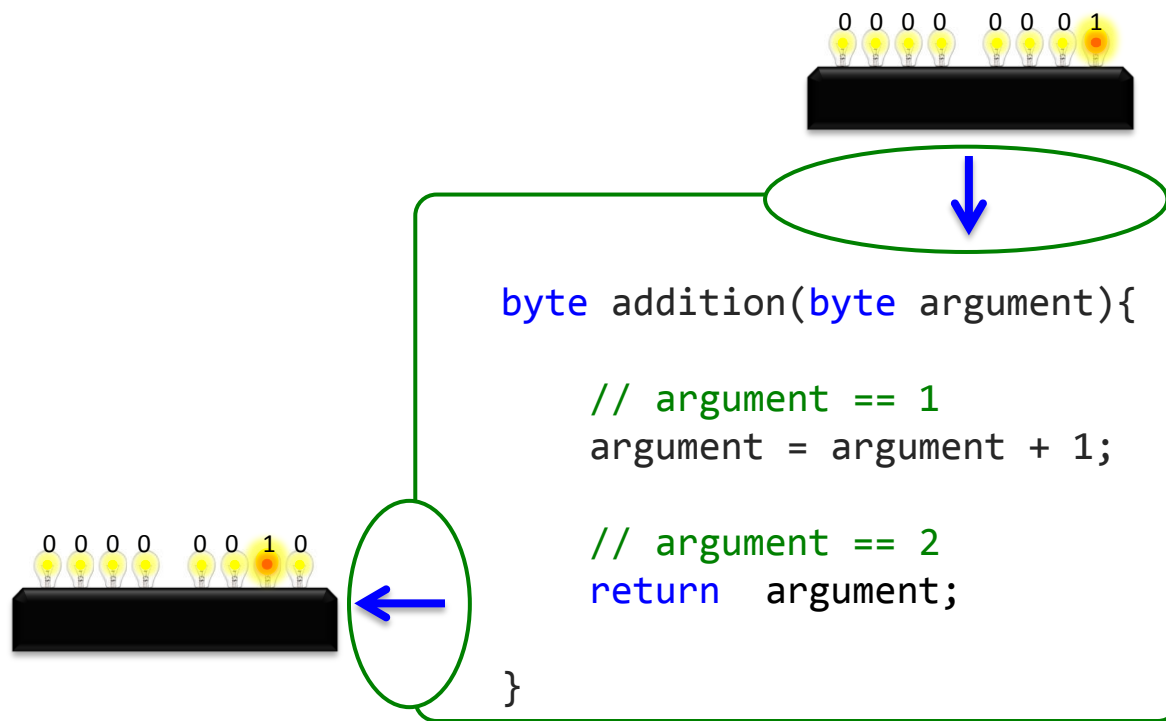 0 0 0 0 0 0 0 1
byte addition(byte argument){
// argument == 1
argument = argument + 1;
0 0 0 0 0 0 1 0
// argument == 2
return argument;
}